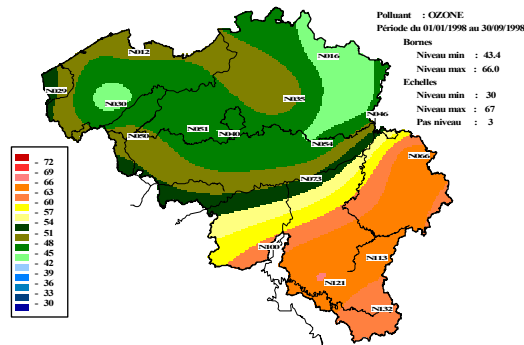 Polluant : OZONE
Période du 01/01/1998 au 30/09/1998
Bornes
Niveau min : 43.4
Niveau max : 66.0
Echelles
Niveau min : 30
Niveau max : 67
Pas niveau : 3
N012
N016
N029
N030
N035
N046
N051
N040
N050
N054
N066
N073
N100
N113
N121
N132
- 72
- 69
- 66
- 63
- 60
- 57
- 54
- 51
- 48
- 45
- 42
- 39
- 36
- 33
- 30